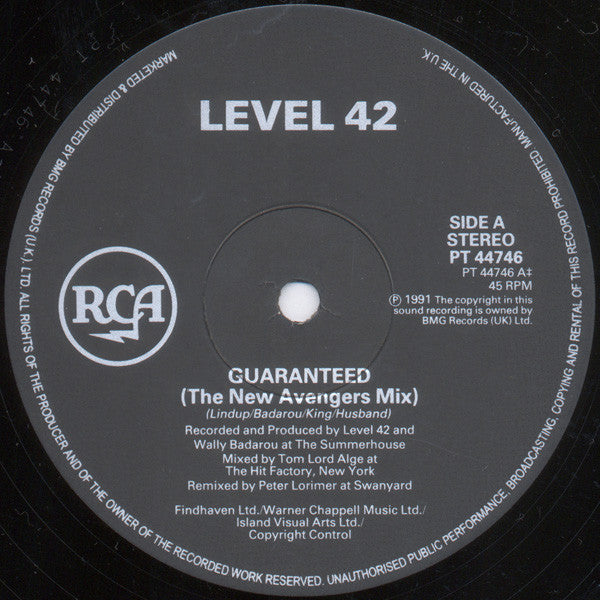 LEVEL 42
RCA
SIDE A
STEREO
PT 44746
PT 44746 A‡
45 RPM
Ⓟ 1991 The copyright in this
sound recording is owned by
BMG Records (UK) Ltd.
GUARANTEED
(The New Avengers Mix)
(Lindup/Badarou/King/Husband)
Recorded and Produced by Level 42 and
Wally Badarou at The Summerhouse
Mixed by Tom Lord Alge at
The Hit Factory, New York
Remixed by Peter Lorimer at Swanyard
Findhaven Ltd./Warner Chappell Music Ltd./
Island Visual Arts Ltd./
Copyright Control
MARKETED & DISTRIBUTED BY BMG RECORDS (U.K.) LTD. ALL RIGHTS OF THE PRODUCER AND OF THE OWNER OF THE RECORDED WORK RESERVED. UNAUTHORISED PUBLIC PERFORMANCE, BROADCASTING, COPYING AND RENTAL OF THIS RECORD PROHIBITED. MANUFACTURED IN THE U.K.